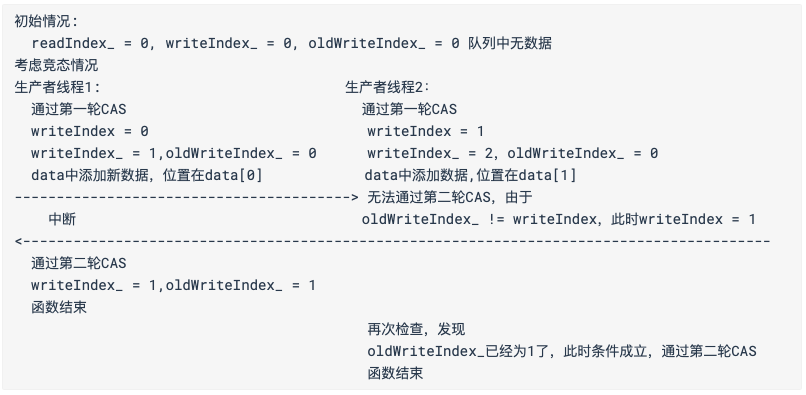 初始情况:
readIndex_ = 0, writeIndex_ = 0, oldWriteIndex_ = 0 队列中无数据
考虑竞态情况
生产者线程1: 生产者线程2:
通过第一轮CAS 通过第一轮CAS
writeIndex = 0 writeIndex = 1
writeIndex_ = 1,oldWriteIndex_ = 0 writeIndex_ = 2, oldWriteIndex_ = 0
data中添加新数据，位置在data[0] data中添加数据,位置在data[1]
----------------------------------------> 无法通过第二轮CAS，由于
中断 oldWriteIndex_ != writeIndex，此时writeIndex = 1
<-----------------------------------------------------------------------------------------
通过第二轮CAS
writeIndex_ = 1,oldWriteIndex_ = 1
函数结束
再次检查，发现
oldWriteIndex_已经为1了，此时条件成立，通过第二轮CAS
函数结束